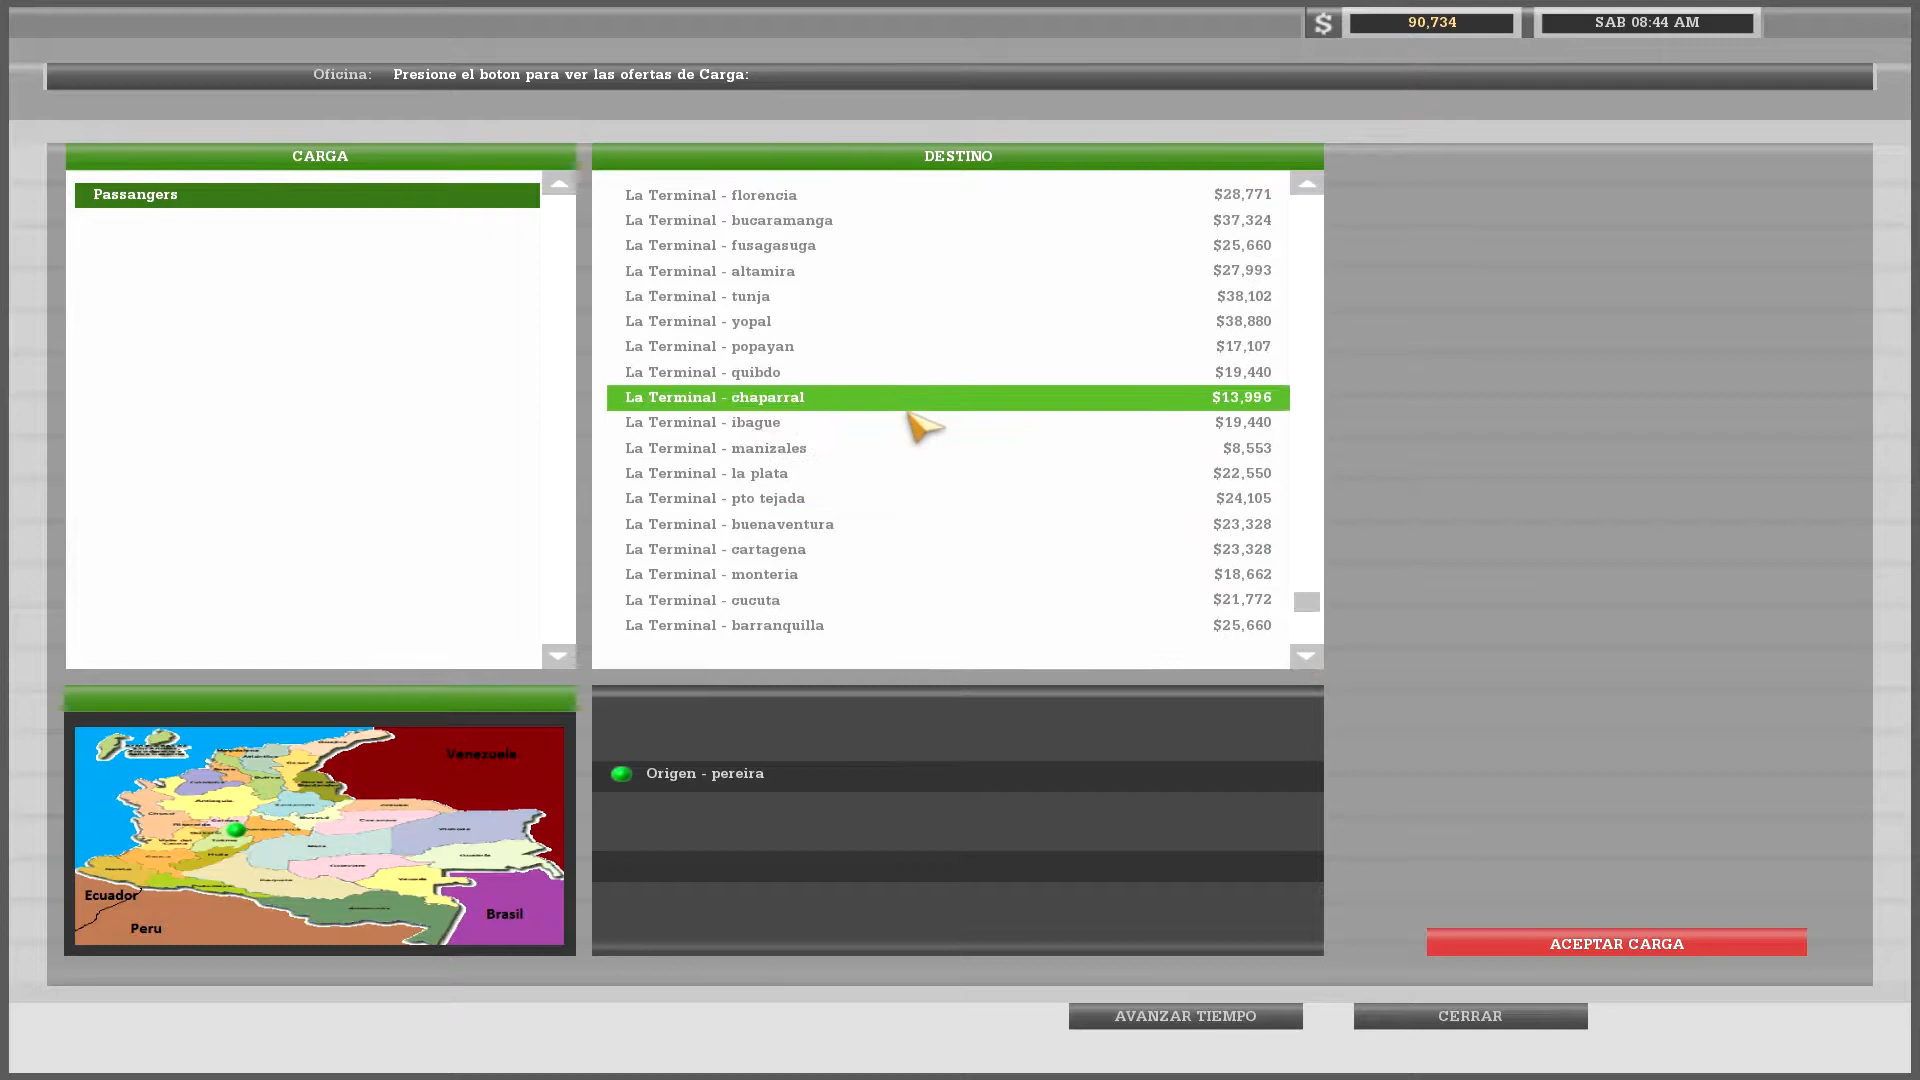 $ 90,734 SAB 08:44 AM
Oficina: Presione el boton para ver las ofertas de Carga:
CARGA
Passangers
DESTINO
La Terminal - florencia $28,771
La Terminal - bucaramanga $37,324
La Terminal - fusagasuga $25,660
La Terminal - altamira $27,993
La Terminal - tunja $38,102
La Terminal - yopal $38,880
La Terminal - popayan $17,107
La Terminal - quibdo $19,440
La Terminal - chaparral $13,996
La Terminal - ibague $19,440
La Terminal - manizales $8,553
La Terminal - la plata $22,550
La Terminal - pto tejada $24,105
La Terminal - buenaventura $23,328
La Terminal - cartagena $23,328
La Terminal - monteria $18,662
La Terminal - cucuta $21,772
La Terminal - barranquilla $25,660
Venezuela
Ecuador
Peru
Brasil
Origen - pereira
ACEPTAR CARGA
AVANZAR TIEMPO
CERRAR